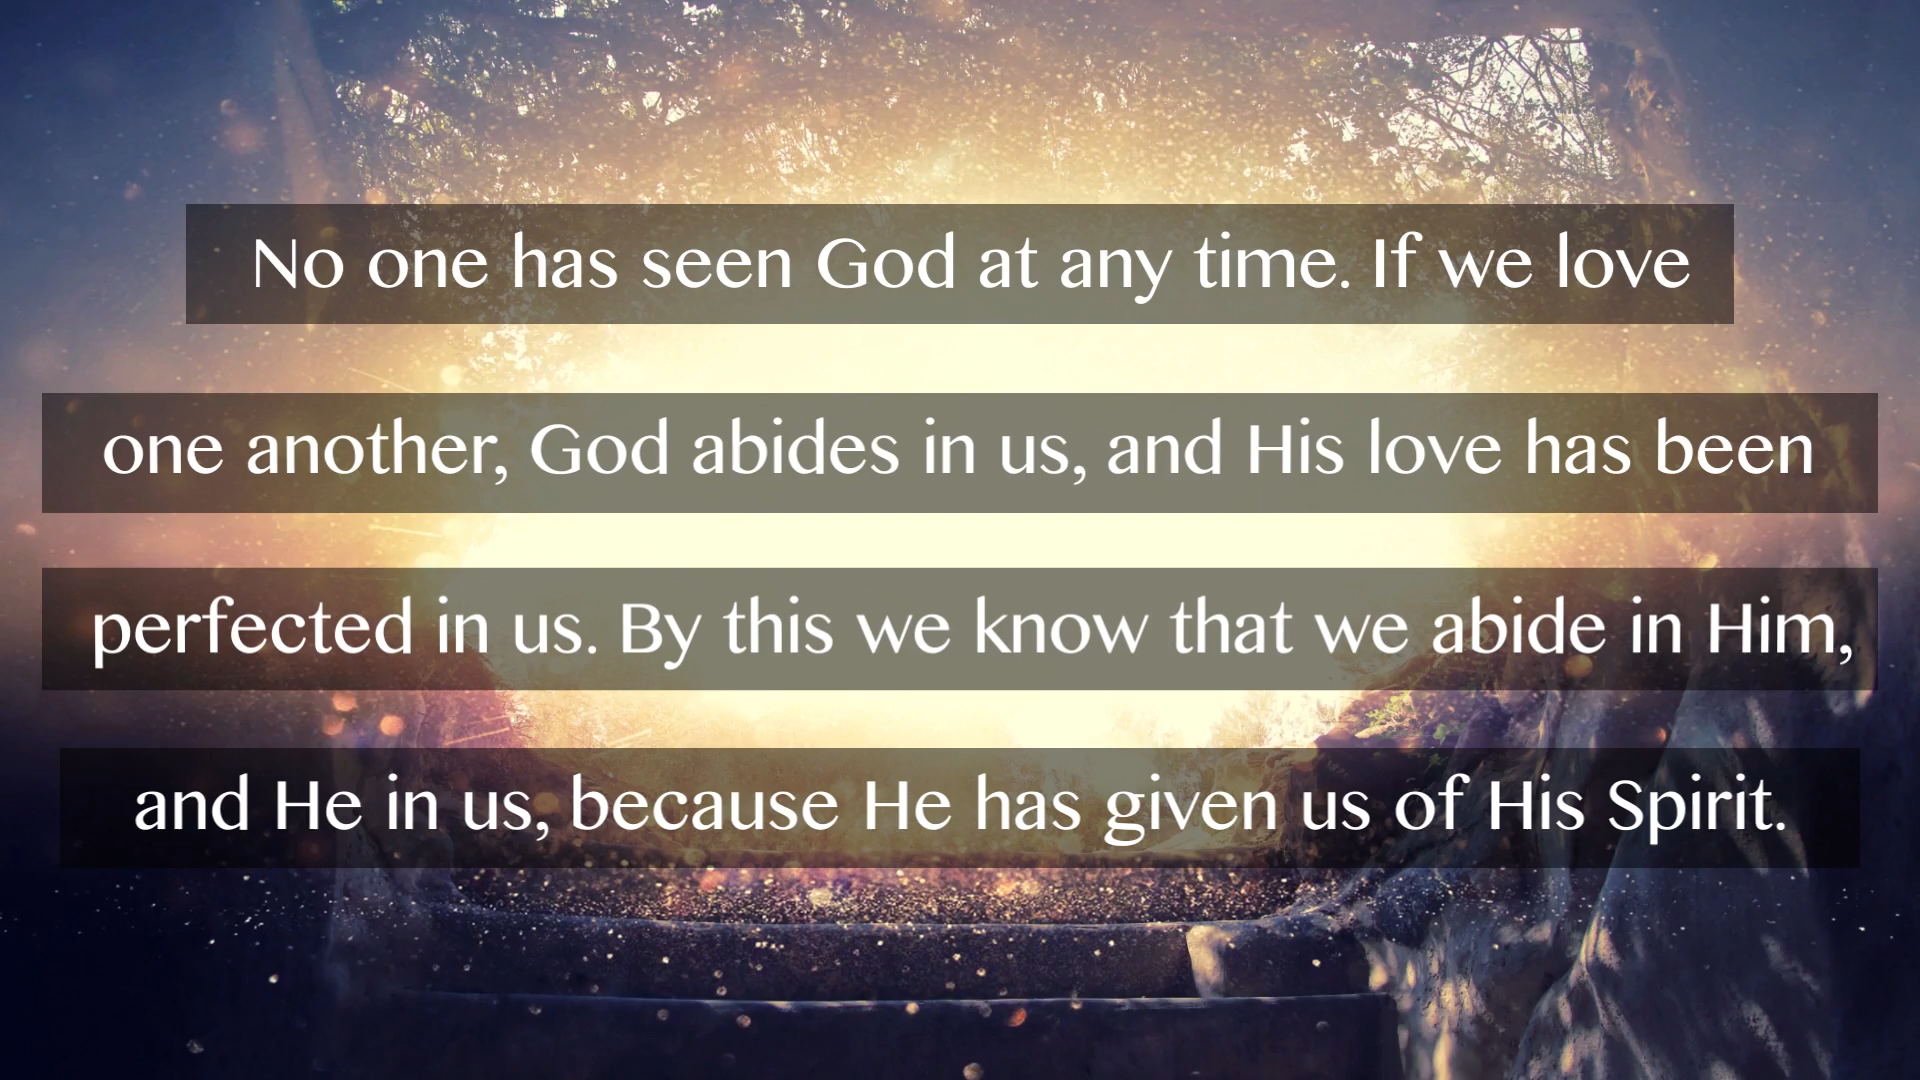 No one has seen God at any time. If we love
one another, God abides in us, and His love has been
perfected in us. By this we know that we abide in Him,
and He in us, because He has given us of His Spirit.